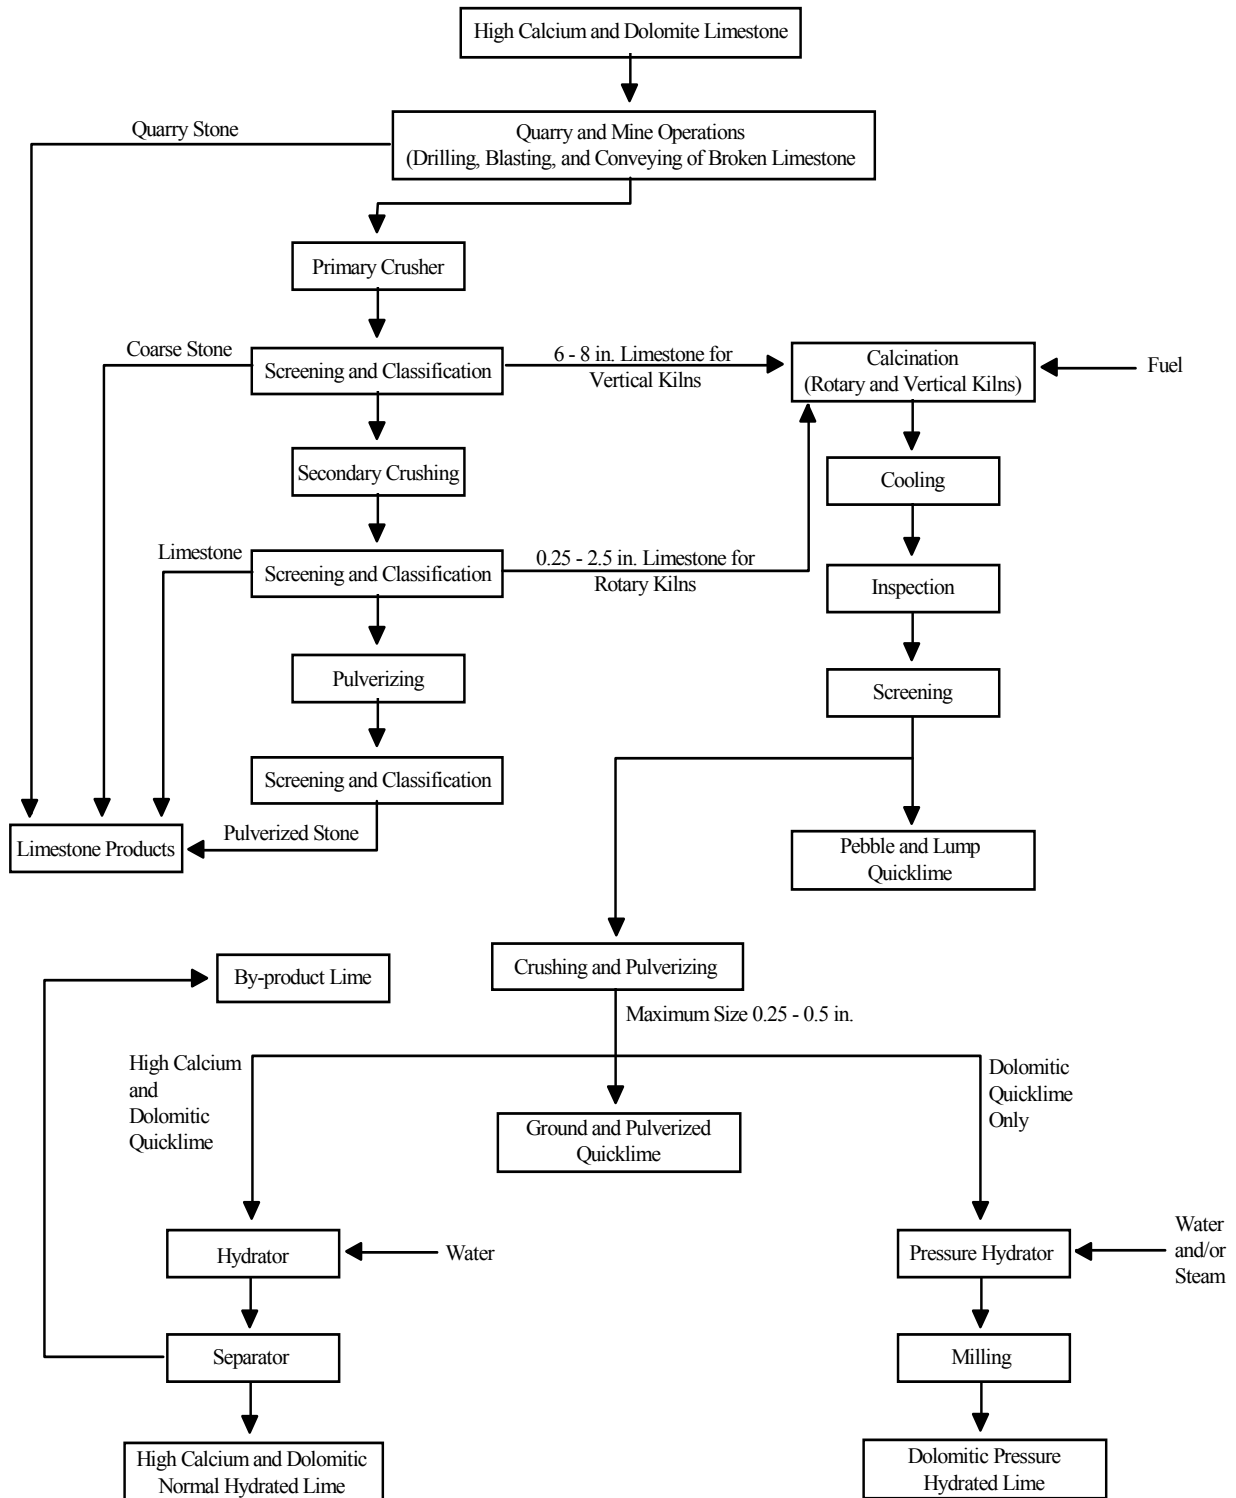 High Calcium and Dolomite Limestone
Quarry Stone
Quarry and Mine Operations
(Drilling, Blasting, and Conveying of Broken Limestone
Primary Crusher
Coarse Stone
Screening and Classification
6 - 8 in. Limestone for
Vertical Kilns
Calcination
(Rotary and Vertical Kilns)
Fuel
Secondary Crushing
Cooling
Limestone
Screening and Classification
0.25 - 2.5 in. Limestone for
Rotary Kilns
Inspection
Pulverizing
Screening
Screening and Classification
Pulverized Stone
Limestone Products
Pebble and Lump
Quicklime
By-product Lime
Crushing and Pulverizing
Maximum Size 0.25 - 0.5 in.
High Calcium
and
Dolomitic
Quicklime
Dolomitic
Quicklime
Only
Ground and Pulverized
Quicklime
Hydrator
Water
Pressure Hydrator
Water
and/or
Steam
Separator
Milling
High Calcium and Dolomitic
Normal Hydrated Lime
Dolomitic Pressure
Hydrated Lime